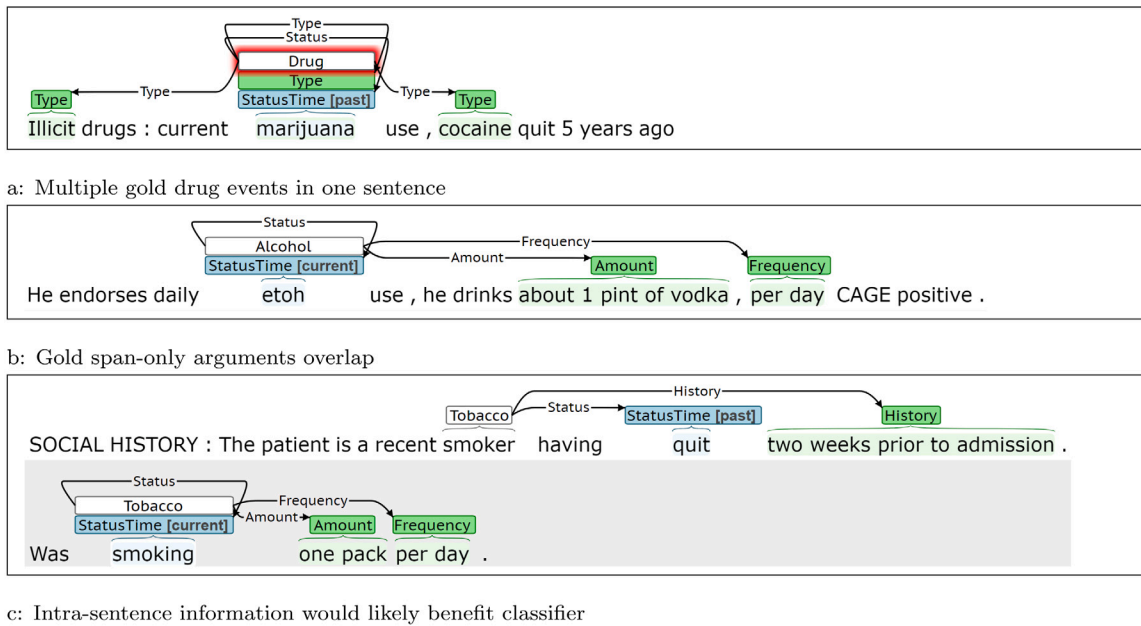 Type
Status
Drug
Type
Type Type Type Type
StatusTime [past]
Illicit drugs : current marijuana use , cocaine quit 5 years ago
a: Multiple gold drug events in one sentence
Status
Alcohol Frequency
Amount
StatusTime [current] Amount Frequency
He endorses daily etoh use , he drinks about 1 pint of vodka , per day CAGE positive .
b: Gold span-only arguments overlap
History
Tobacco Status StatusTime [past] History
SOCIAL HISTORY : The patient is a recent smoker having quit two weeks prior to admission .
Status
Tobacco Frequency
StatusTime [current] Amount Amount Frequency
Was smoking one pack per day .
c: Intra-sentence information would likely benefit classifier